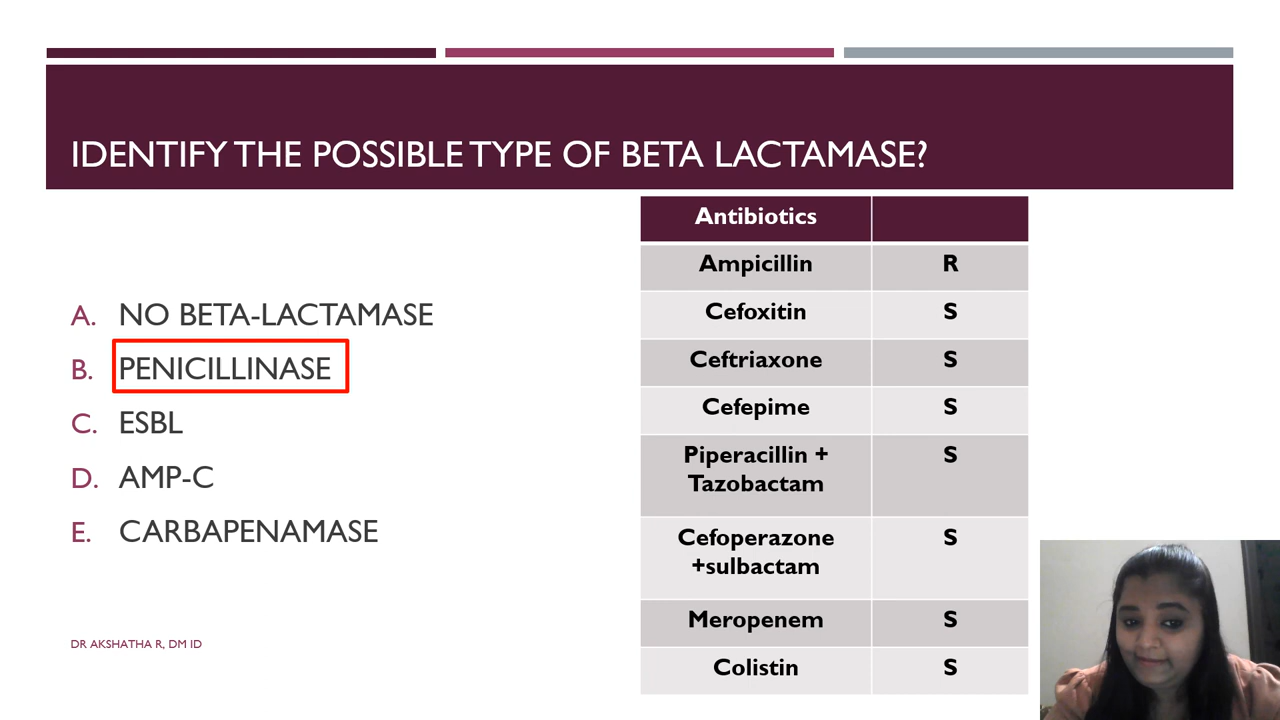 IDENTIFY THE POSSIBLE TYPE OF BETA LACTAMASE?
A. NO BETA-LACTAMASE
B. PENICILLINASE
C. ESBL
D. AMP-C
E. CARBAPENAMASE
DR AKSHATHA R, DM ID
Antibiotics
Ampicillin R
Cefoxitin S
Ceftriaxone S
Cefepime S
Piperacillin + S
Tazobactam
Cefoperazone S
+sulbactam
Meropenem S
Colistin S